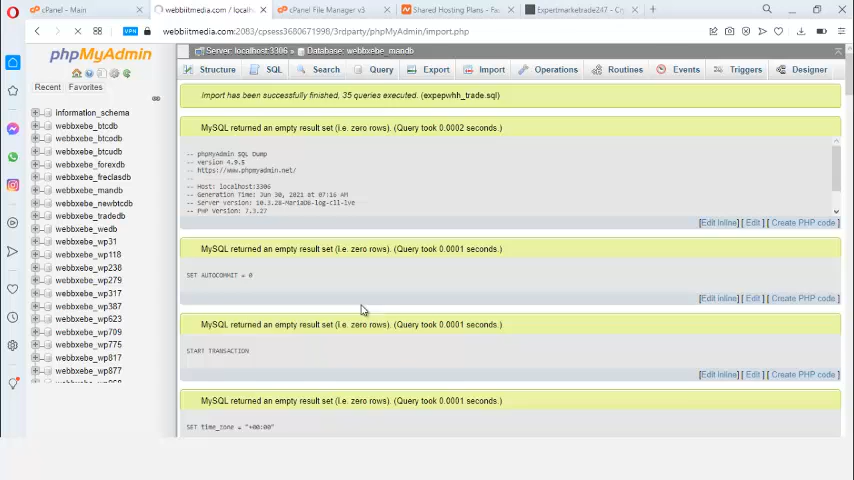 cPanel - Main
webbiitmedia.com / localh
cPanel File Manager v3
Shared Hosting Plans - Fa
Expertmarketrade247 - Cr
VPN
webbiitmedia.com:2083/cpsess3680671998/3rdparty/phpMyAdmin/import.php
phpMyAdmin
Recent Favorites
information_schema
webbxebe_btcdb
webbxebe_btcodb
webbxebe_btcudb
webbxebe_forexdb
webbxebe_freclasdb
webbxebe_mandb
webbxebe_newbtcdb
webbxebe_tradedb
webbxebe_wedb
webbxebe_wp31
webbxebe_wp118
webbxebe_wp238
webbxebe_wp279
webbxebe_wp317
webbxebe_wp387
webbxebe_wp623
webbxebe_wp709
webbxebe_wp775
webbxebe_wp817
webbxebe_wp877
Server: localhost:3306 » Database: webbxebe_mandb
Structure SQL Search Query Export Import Operations Routines Events Triggers Designer
Import has been successfully finished, 35 queries executed. (expepwhh_trade.sql)
MySQL returned an empty result set (i.e. zero rows). (Query took 0.0002 seconds.)
-- phpMyAdmin SQL Dump
-- version 4.9.5
-- https://www.phpmyadmin.net/
--
-- Host: localhost:3306
-- Generation Time: Jun 30, 2021 at 07:16 AM
-- Server version: 10.3.28-MariaDB-log-cll-lve
-- PHP Version: 7.3.27
[Edit inline] [ Edit ] [ Create PHP code ]
MySQL returned an empty result set (i.e. zero rows). (Query took 0.0001 seconds.)
SET AUTOCOMMIT = 0
[Edit inline] [ Edit ] [ Create PHP code ]
MySQL returned an empty result set (i.e. zero rows). (Query took 0.0001 seconds.)
START TRANSACTION
[Edit inline] [ Edit ] [ Create PHP code ]
MySQL returned an empty result set (i.e. zero rows). (Query took 0.0001 seconds.)
SET time_zone = "+00:00"